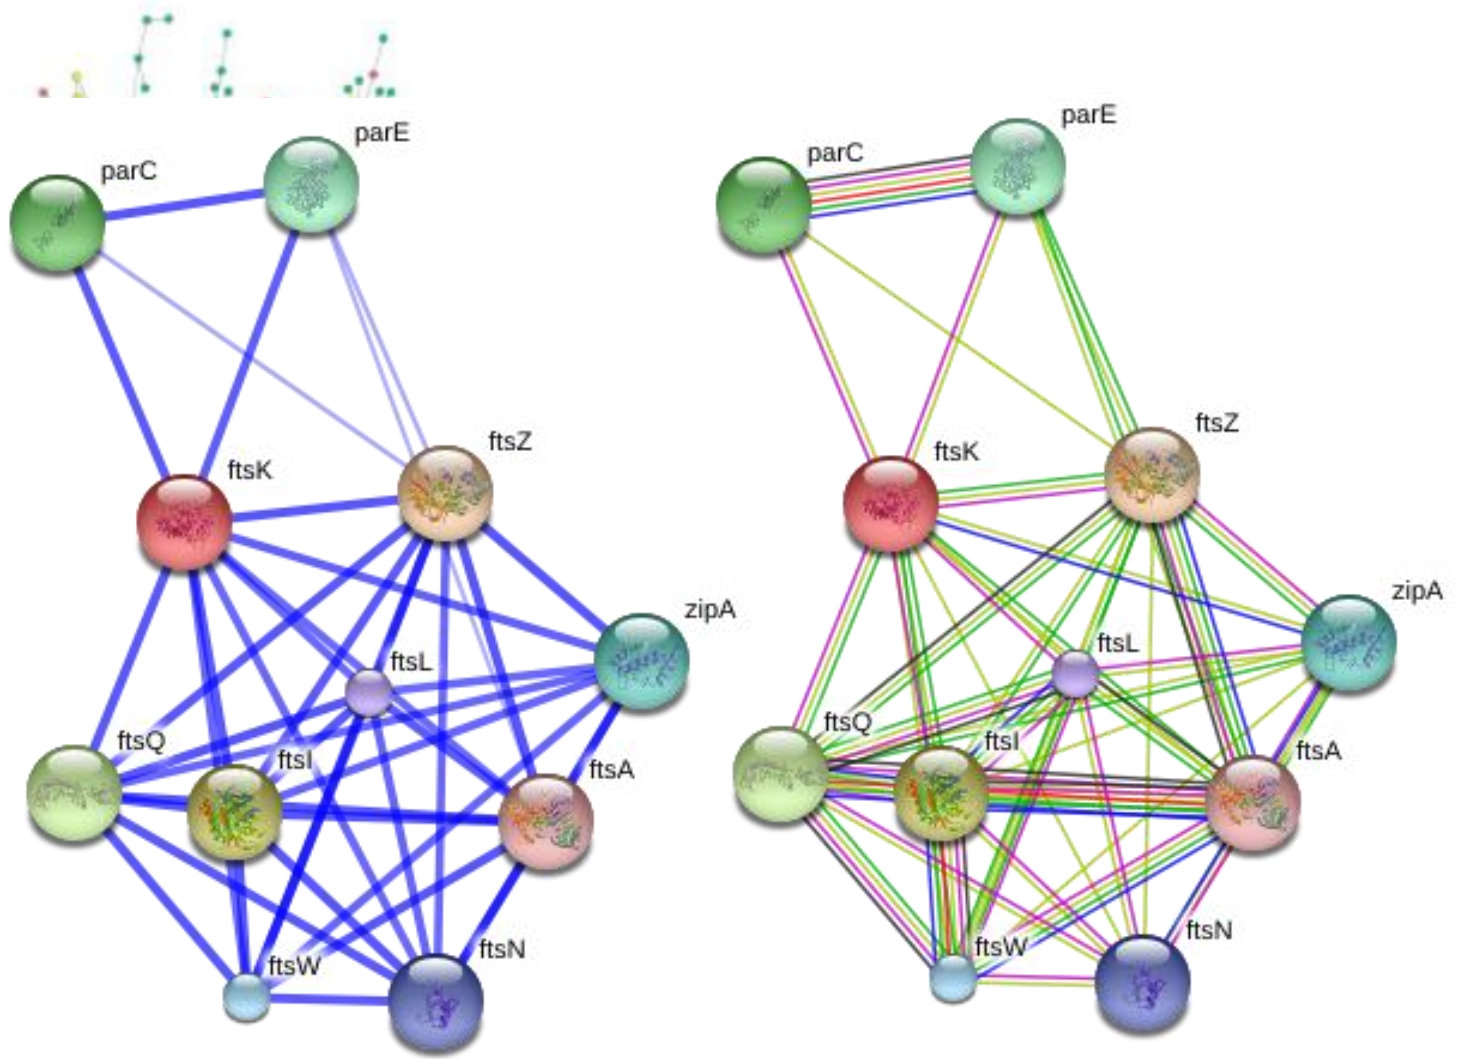 parE
parC
ftsZ
ftsK
zipA
ftsL
ftsQ
ftsI
ftsA
ftsN
ftsW
parE
parC
ftsZ
ftsK
zipA
ftsL
ftsQ
ftsI
ftsA
ftsN
ftsW